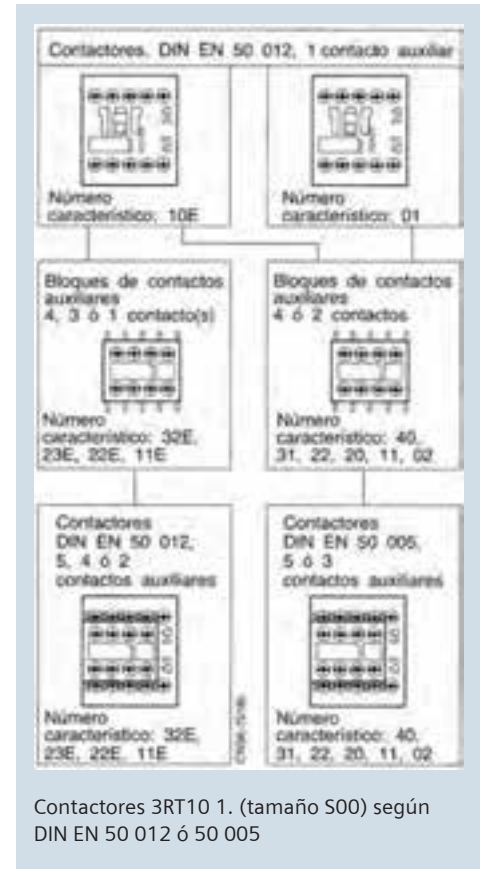 Contactores. DIN EN 50 012, 1 contacto auxiliar
Número
característico: 10E
Número
característico: 01
Bloques de contactos
auxiliares
4, 3 ó 1 contacto(s)
Número
característico: 32E,
23E, 22E, 11E
Bloques de contactos
auxiliares
4 ó 2 contactos
Número
característico: 40,
31, 22, 20, 11, 02
Contactores
DIN EN 50 012,
5, 4 ó 2
contactos auxiliares
Número
característico: 32E,
23E, 22E, 11E
Contactores
DIN EN 50 005,
5 ó 3
contactos auxiliares
Número
característico: 40,
31, 22, 20, 11, 02
Contactores 3RT10 1. (tamaño S00) según
DIN EN 50 012 ó 50 005